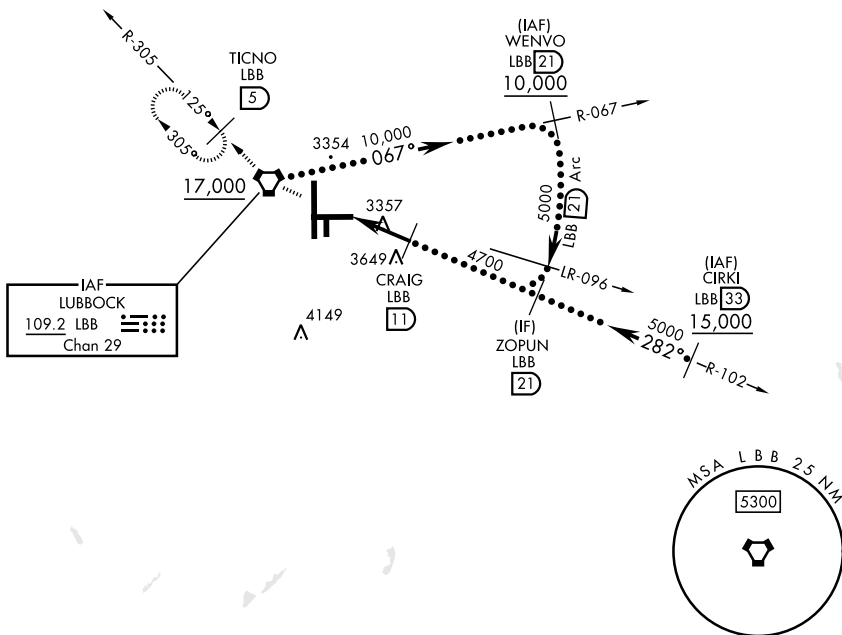 R-305
TICNO
LBB
5
125°
305°
(IAF)
WENVO
LBB 21
10,000
R-067
3354
10,000
067°
17,000
5000
LBB 21 Arc
3357
3649
CRAIG
LBB
11
4700
LR-096
(IAF)
CIRKI
LBB 33
15,000
5000
282°
R-102
(IF)
ZOPUN
LBB
21
IAF
LUBBOCK
109.2 LBB
Chan 29
4149
MSA LBB 25 NM
5300